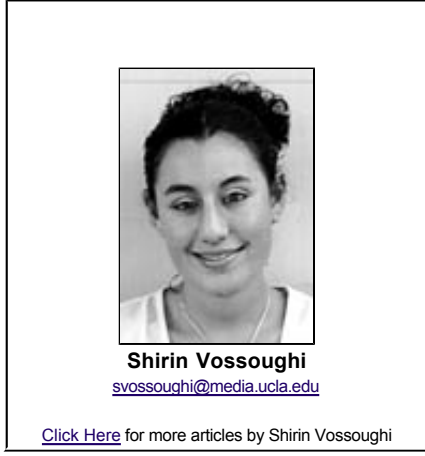 Shirin Vossoughi
svossoughi@media.ucla.edu
Click Here for more articles by Shirin Vossoughi